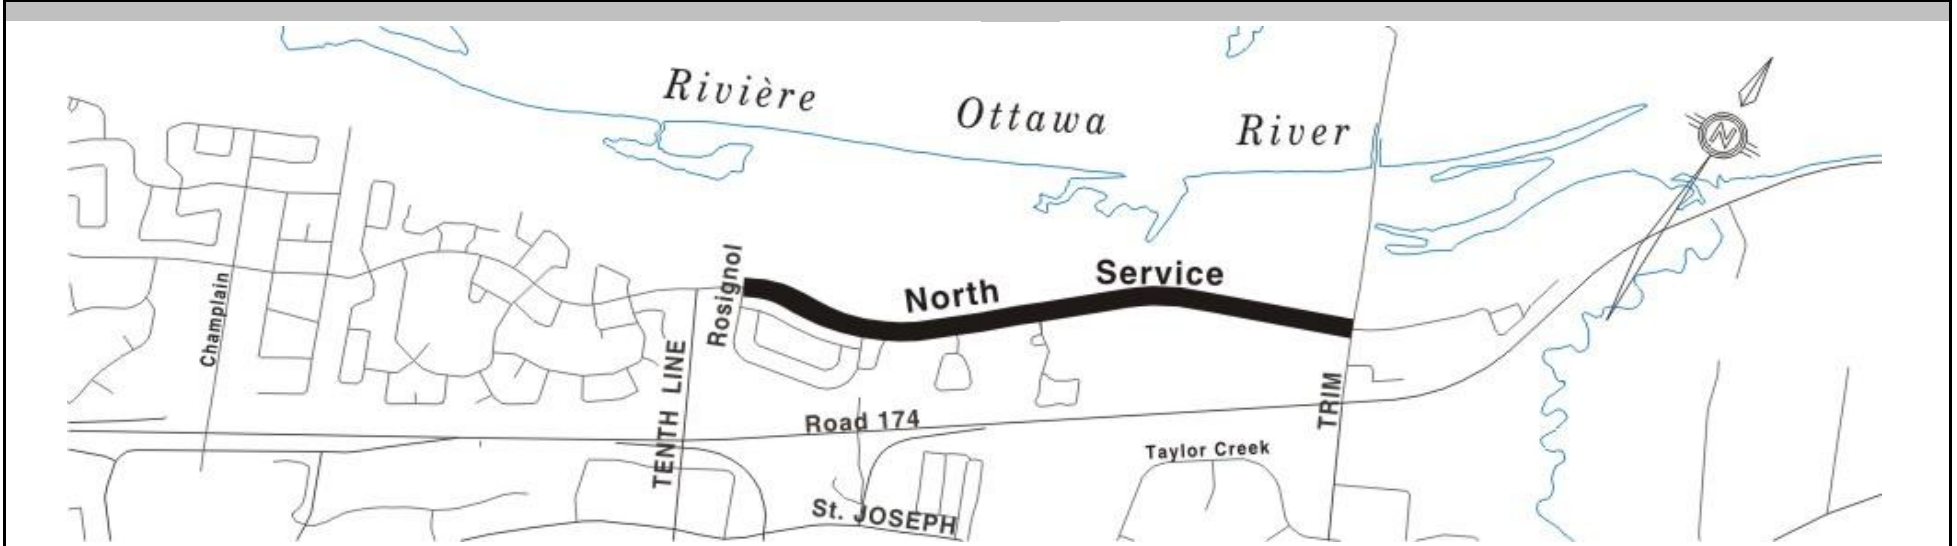 Rivière Ottawa River
N
Champlain
Rosignol
North Service
TENTH LINE
Road 174
TRIM
Taylor Creek
St. JOSEPH